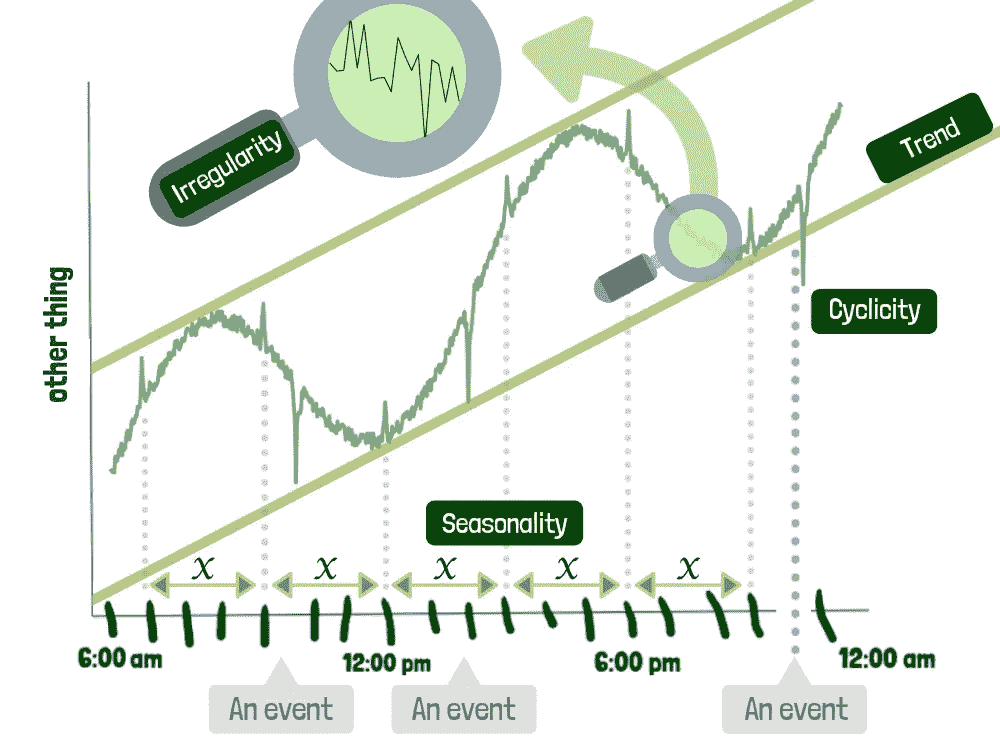 Irregularity
Trend
other thing
Cyclicity
Seasonality
x
x
x
x
x
6:00 am
12:00 pm
6:00 pm
12:00 am
An event
An event
An event